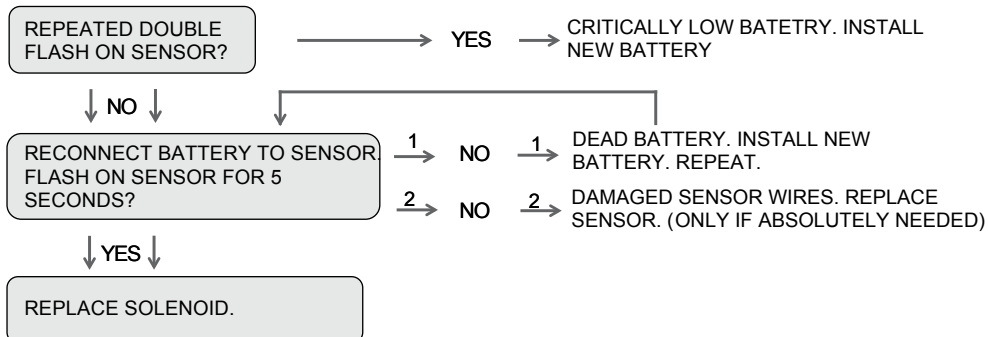 REPEATED DOUBLE
FLASH ON SENSOR?
YES
CRITICALLY LOW BATETRY. INSTALL
NEW BATTERY
NO
RECONNECT BATTERY TO SENSOR.
FLASH ON SENSOR FOR 5
SECONDS?
1
NO
1
DEAD BATTERY. INSTALL NEW
BATTERY. REPEAT.
2
NO
2
DAMAGED SENSOR WIRES. REPLACE
SENSOR. (ONLY IF ABSOLUTELY NEEDED)
YES
REPLACE SOLENOID.